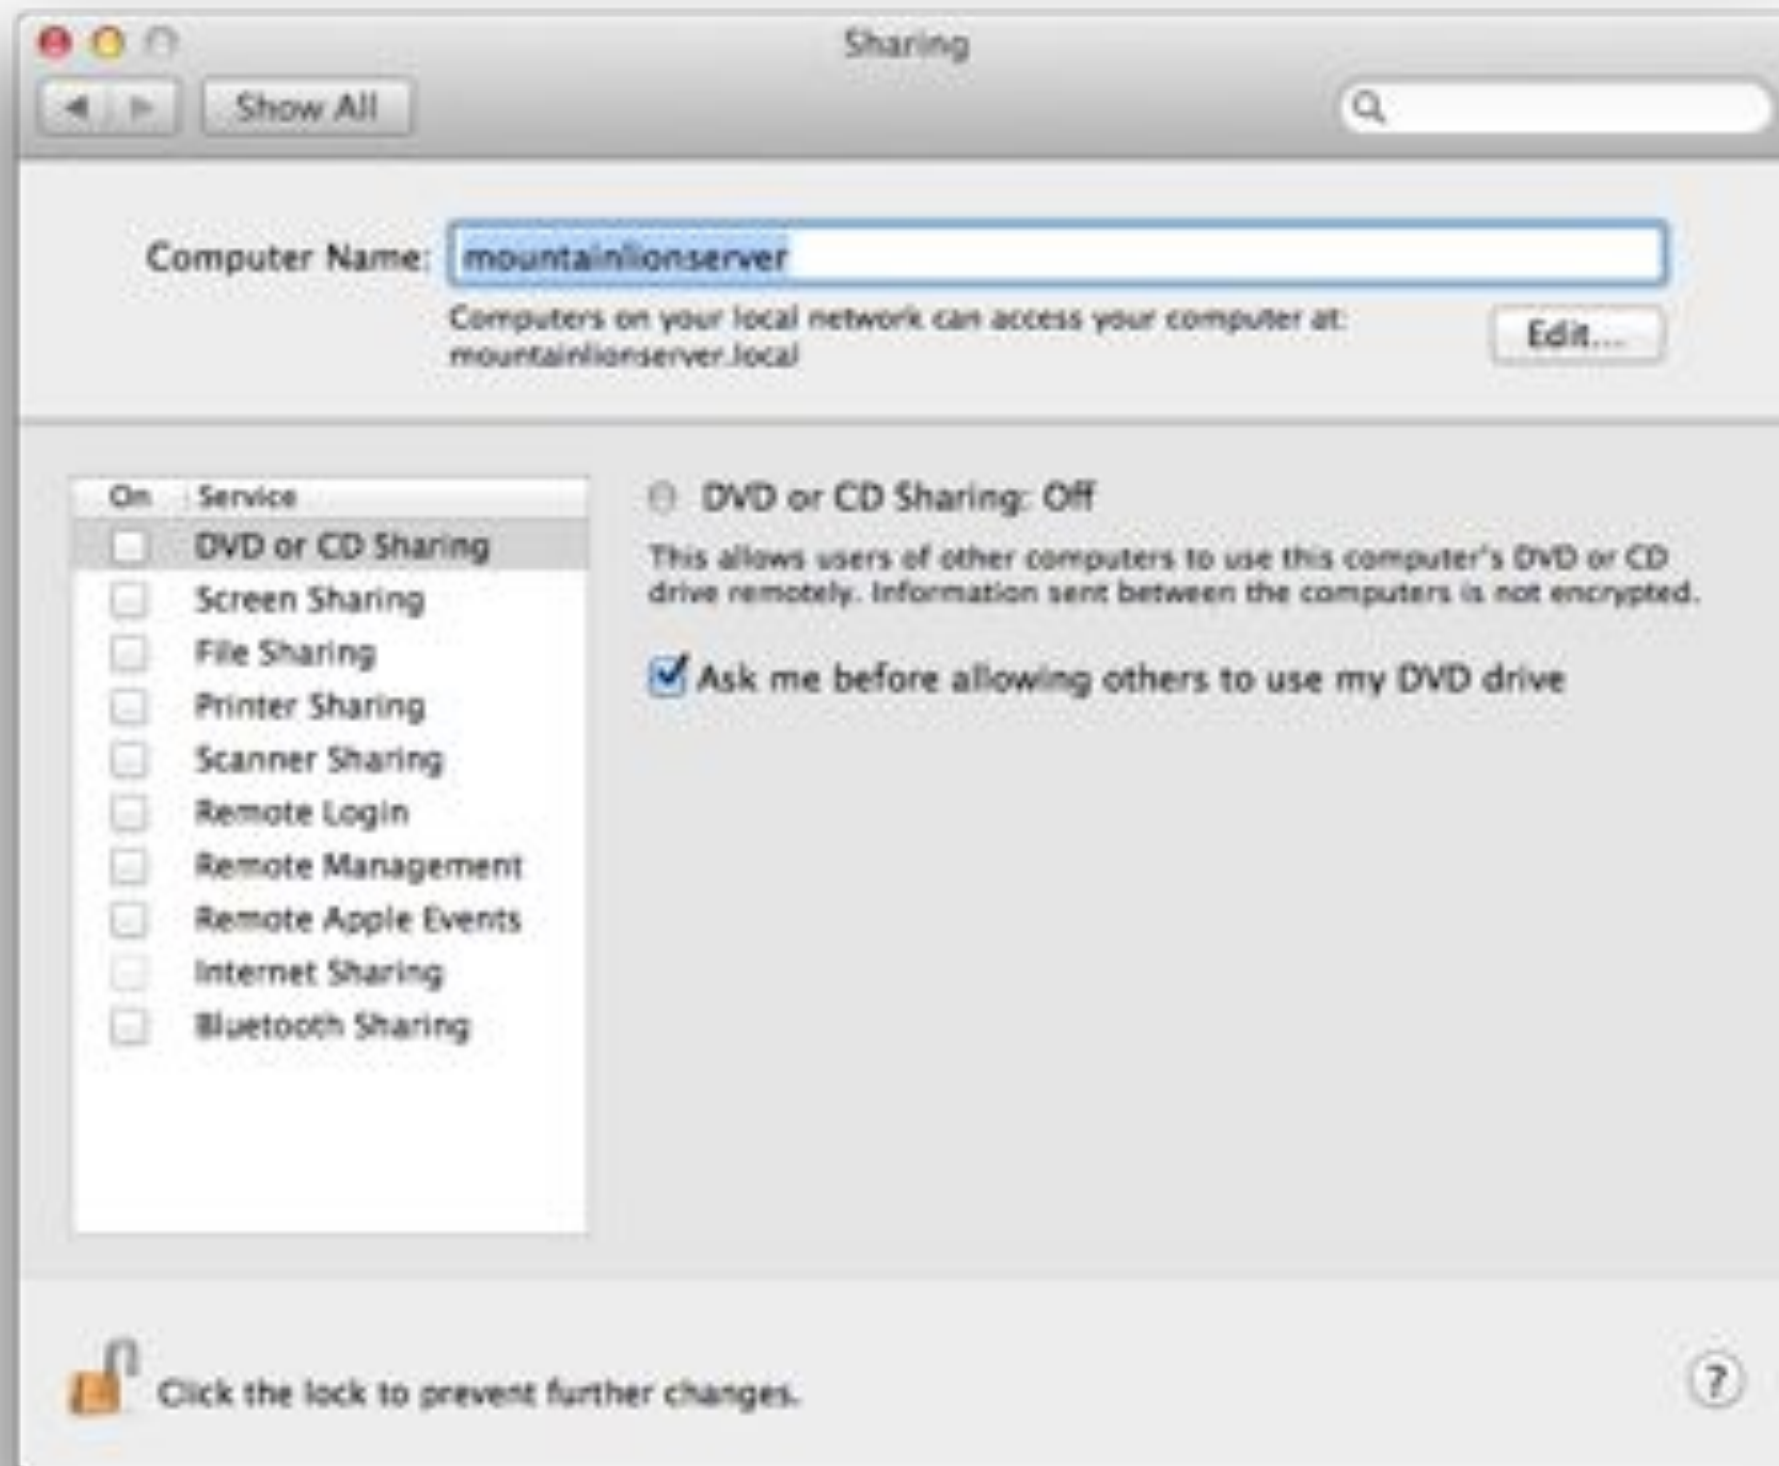 Sharing
Show All
Computer Name: mountainlionserver
Computers on your local network can access your computer at:
mountainlionserver.local
Edit...
On Service
DVD or CD Sharing
Screen Sharing
File Sharing
Printer Sharing
Scanner Sharing
Remote Login
Remote Management
Remote Apple Events
Internet Sharing
Bluetooth Sharing
DVD or CD Sharing: Off
This allows users of other computers to use this computer's DVD or CD
drive remotely. Information sent between the computers is not encrypted.
Ask me before allowing others to use my DVD drive
Click the lock to prevent further changes.
?